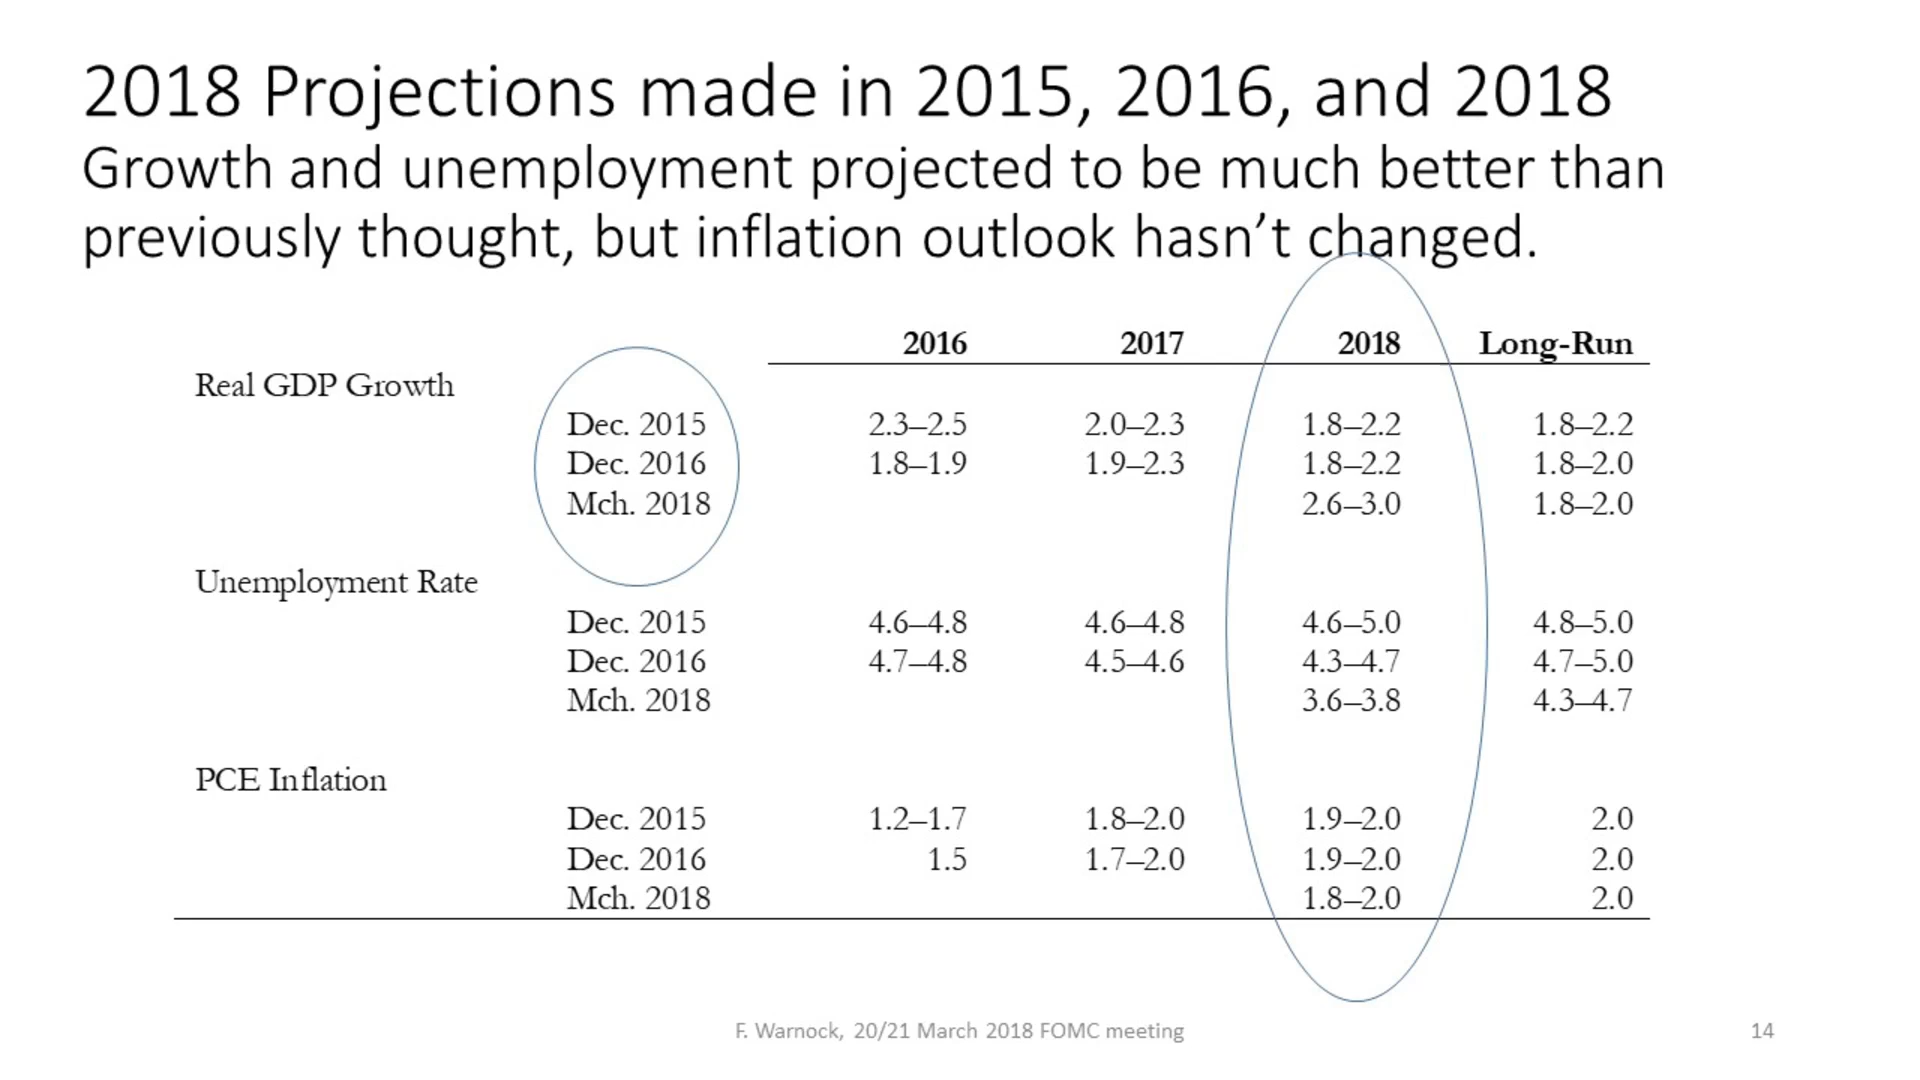 2018 Projections made in 2015, 2016, and 2018
Growth and unemployment projected to be much better than
previously thought, but inflation outlook hasn’t changed.
2016 2017 2018 Long-Run
Real GDP Growth
Dec. 2015 2.3–2.5 2.0–2.3 1.8–2.2 1.8–2.2
Dec. 2016 1.8–1.9 1.9–2.3 1.8–2.2 1.8–2.0
Mch. 2018 2.6–3.0 1.8–2.0
Unemployment Rate
Dec. 2015 4.6–4.8 4.6–4.8 4.6–5.0 4.8–5.0
Dec. 2016 4.7–4.8 4.5–4.6 4.3–4.7 4.7–5.0
Mch. 2018 3.6–3.8 4.3–4.7
PCE Inflation
Dec. 2015 1.2–1.7 1.8–2.0 1.9–2.0 2.0
Dec. 2016 1.5 1.7–2.0 1.9–2.0 2.0
Mch. 2018 1.8–2.0 2.0
F. Warnock, 20/21 March 2018 FOMC meeting 14